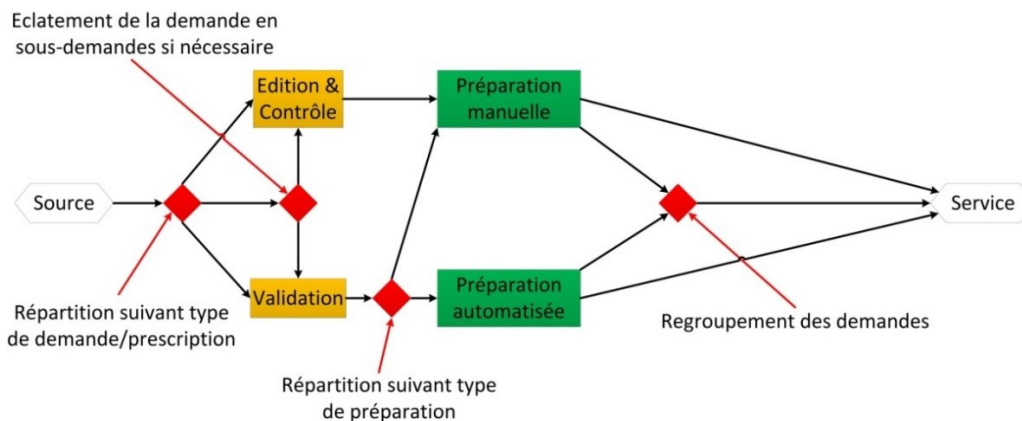 Eclatement de la demande en
sous-demandes si nécessaire
Edition &
Contrôle
Préparation
manuelle
Source
Service
Validation
Préparation
automatisée
Répartition suivant type
de demande/prescription
Regroupement des demandes
Répartition suivant type
de préparation